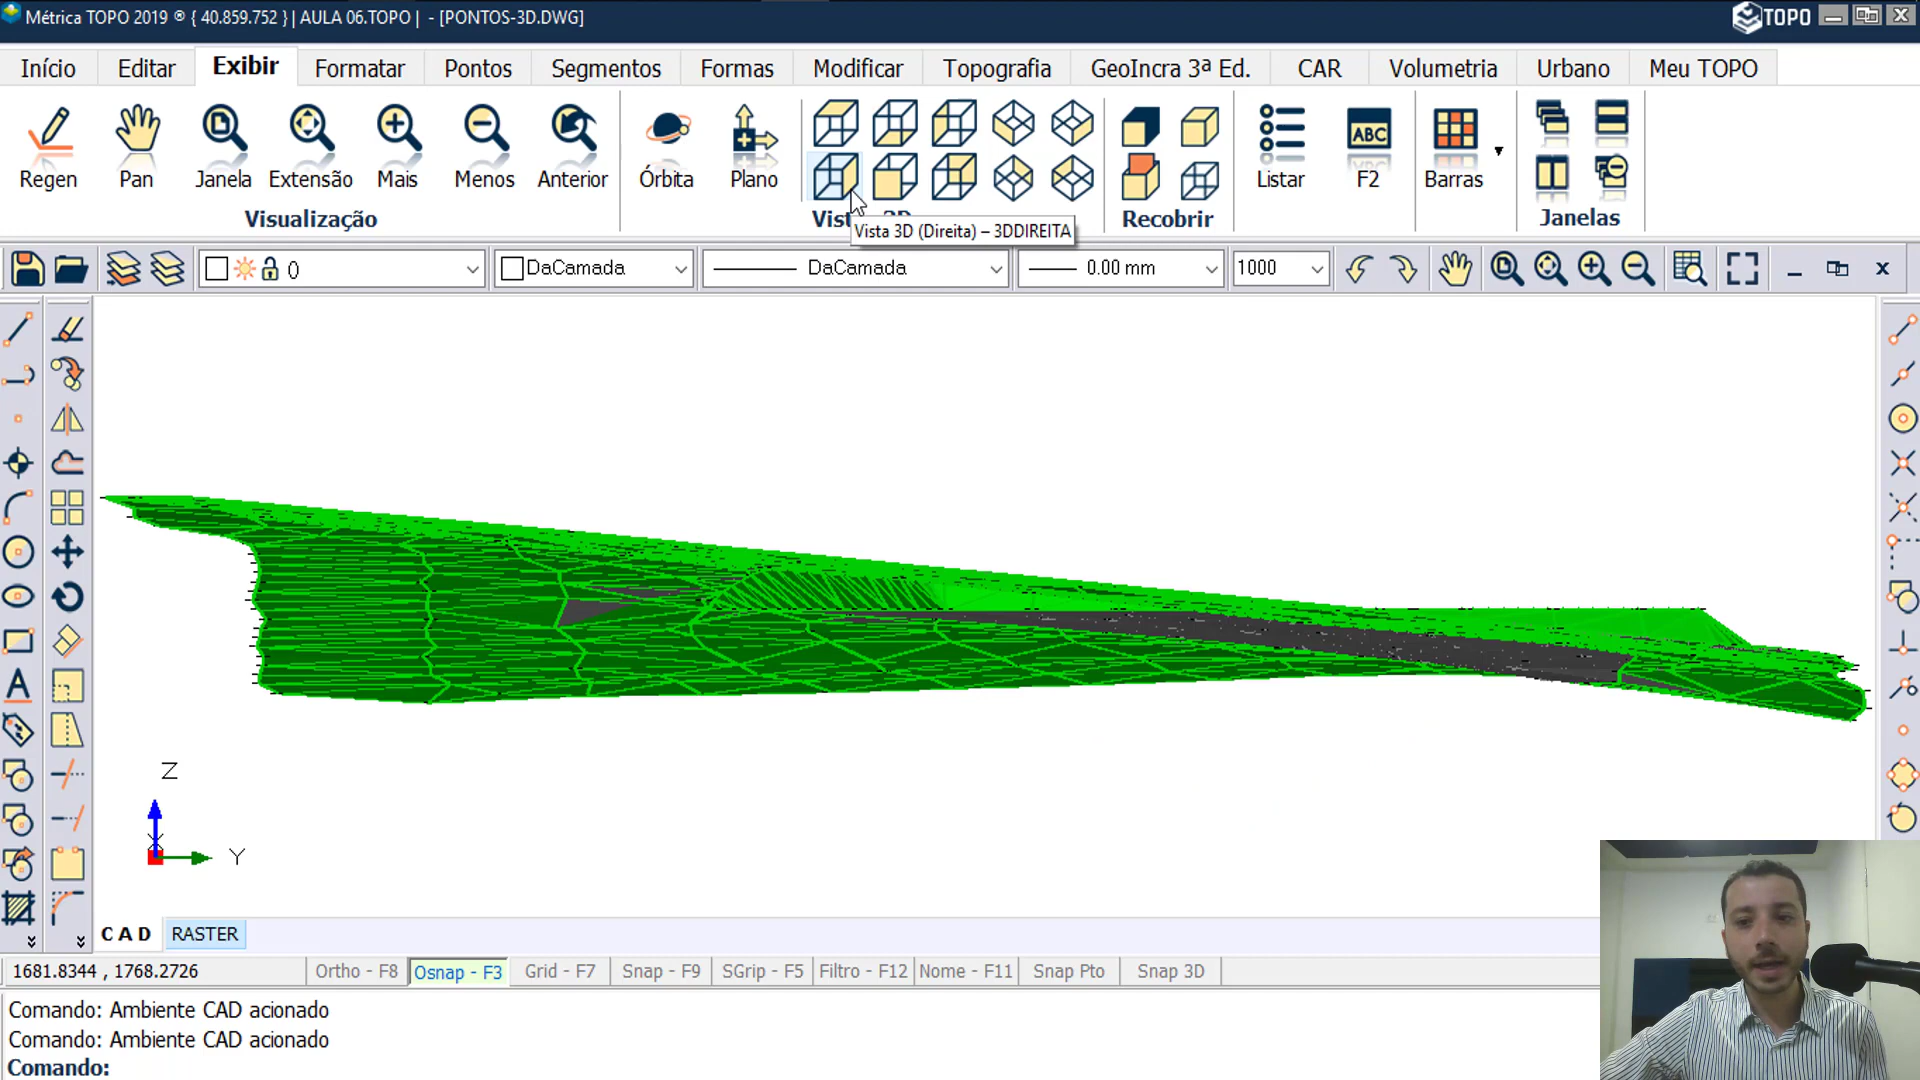 Métrica TOPO 2019 ® { 40.859.752 } | AULA 06.TOPO |  - [PONTOS-3D.DWG]
TOPO
Início Editar Exibir Formatar Pontos Segmentos Formas Modificar Topografia GeoIncra 3ª Ed. CAR Volumetria Urbano Meu TOPO
ABC
Regen Pan Janela Extensão Mais Menos Anterior Órbita Plano Listar F2 Barras
Visualização Recobrir Janelas
Vista 3D (Direita) – 3DDIREITA
0 DaCamada DaCamada 0.00 mm 1000
A
Z
Y
CAD RASTER
1681.8344 , 1768.2726 Ortho - F8 Osnap - F3 Grid - F7 Snap - F9 SGrip - F5 Filtro - F12 Nome - F11 Snap Pto Snap 3D
Comando: Ambiente CAD acionado
Comando: Ambiente CAD acionado
Comando: